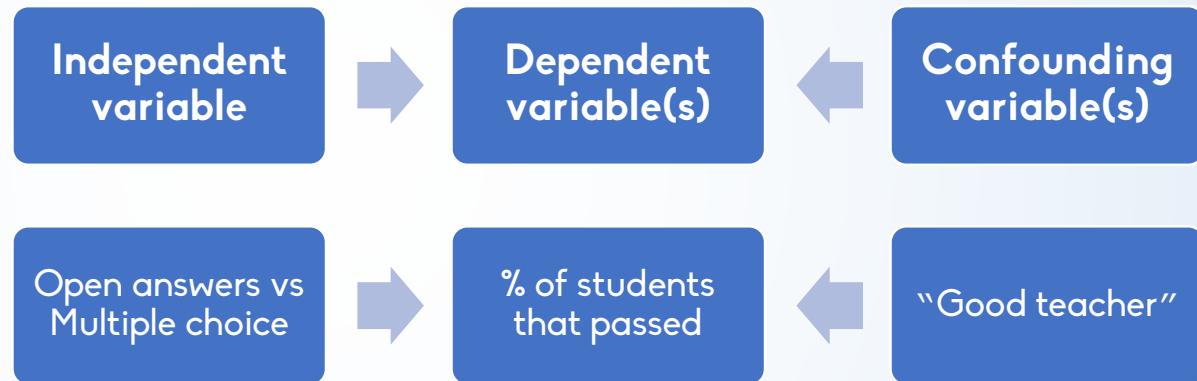 Independent
variable
Dependent
variable(s)
Confounding
variable(s)
Open answers vs
Multiple choice
% of students
that passed
“Good teacher”